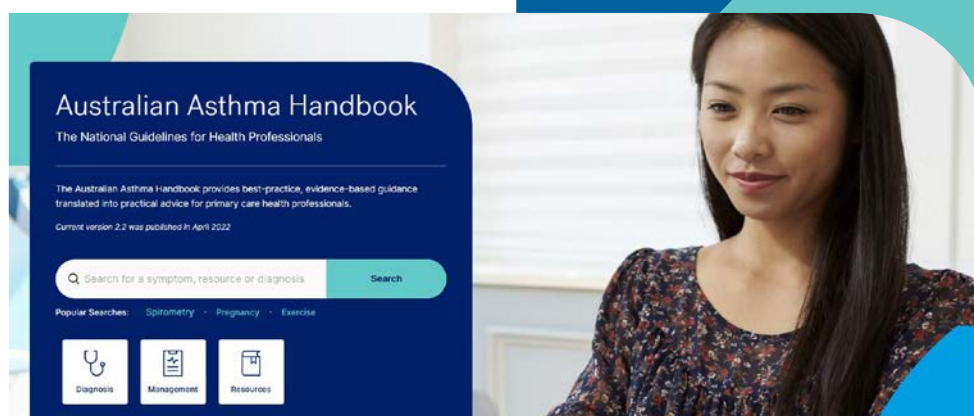 Australian Asthma Handbook
The National Guidelines for Health Professionals
The Australian Asthma Handbook provides best-practice, evidence-based guidance
translated into practical advice for primary care health professionals.
Current version 2.2 was published in April 2022
Search for a symptom, resource or diagnosis
Search
Popular Searches: Spirometry · Pregnancy · Exercise
Diagnosis
Management
Resources